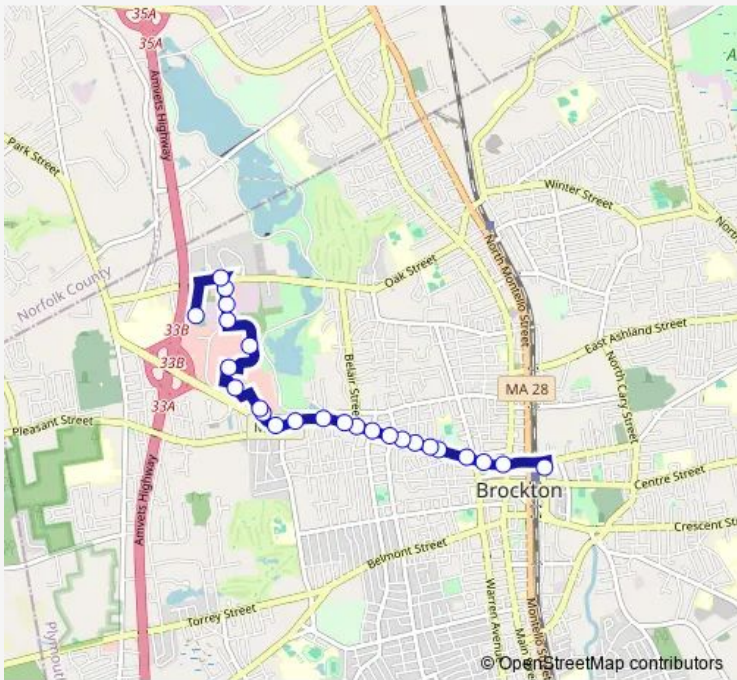 35A
35A
Amvets Highway
Park Street
Winter Street
North Montello Street
Oak Street
Norfolk County
33B
33B
33A
East Ashland Street
North Cary Street
Belair Street
MA 28
Pleasant Street
Brockton
Centre Street
Amvets Highway
Crescent St
Belmont Street
Torrey Street
Warren Avenue
Main Street
Montello Street
Plymouth
© OpenStreetMap contributors